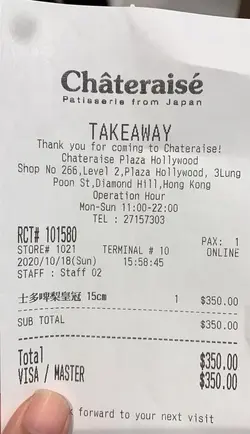 Châteraisé
Patisserie from Japan
TAKEAWAY
Thank you for coming to Chateraise!
Chateraise Plaza Hollywood
Shop No 266,Level 2,Plaza Hollywood, 3Lung
Poon St,Diamond Hill,Hong Kong
Operation Hour
Mon-Sun 11:00-22:00
TEL : 27157303
RCT# 101580 PAX: 1
STORE# 1021 TERMINAL # 10 ONLINE
2020/10/18(Sun) 15:58:45
STAFF : Staff 02
士多啤梨皇冠 15cm 1 $350.00
SUB TOTAL $350.00
Total $350.00
VISA / MASTER $350.00
forward to your next visit